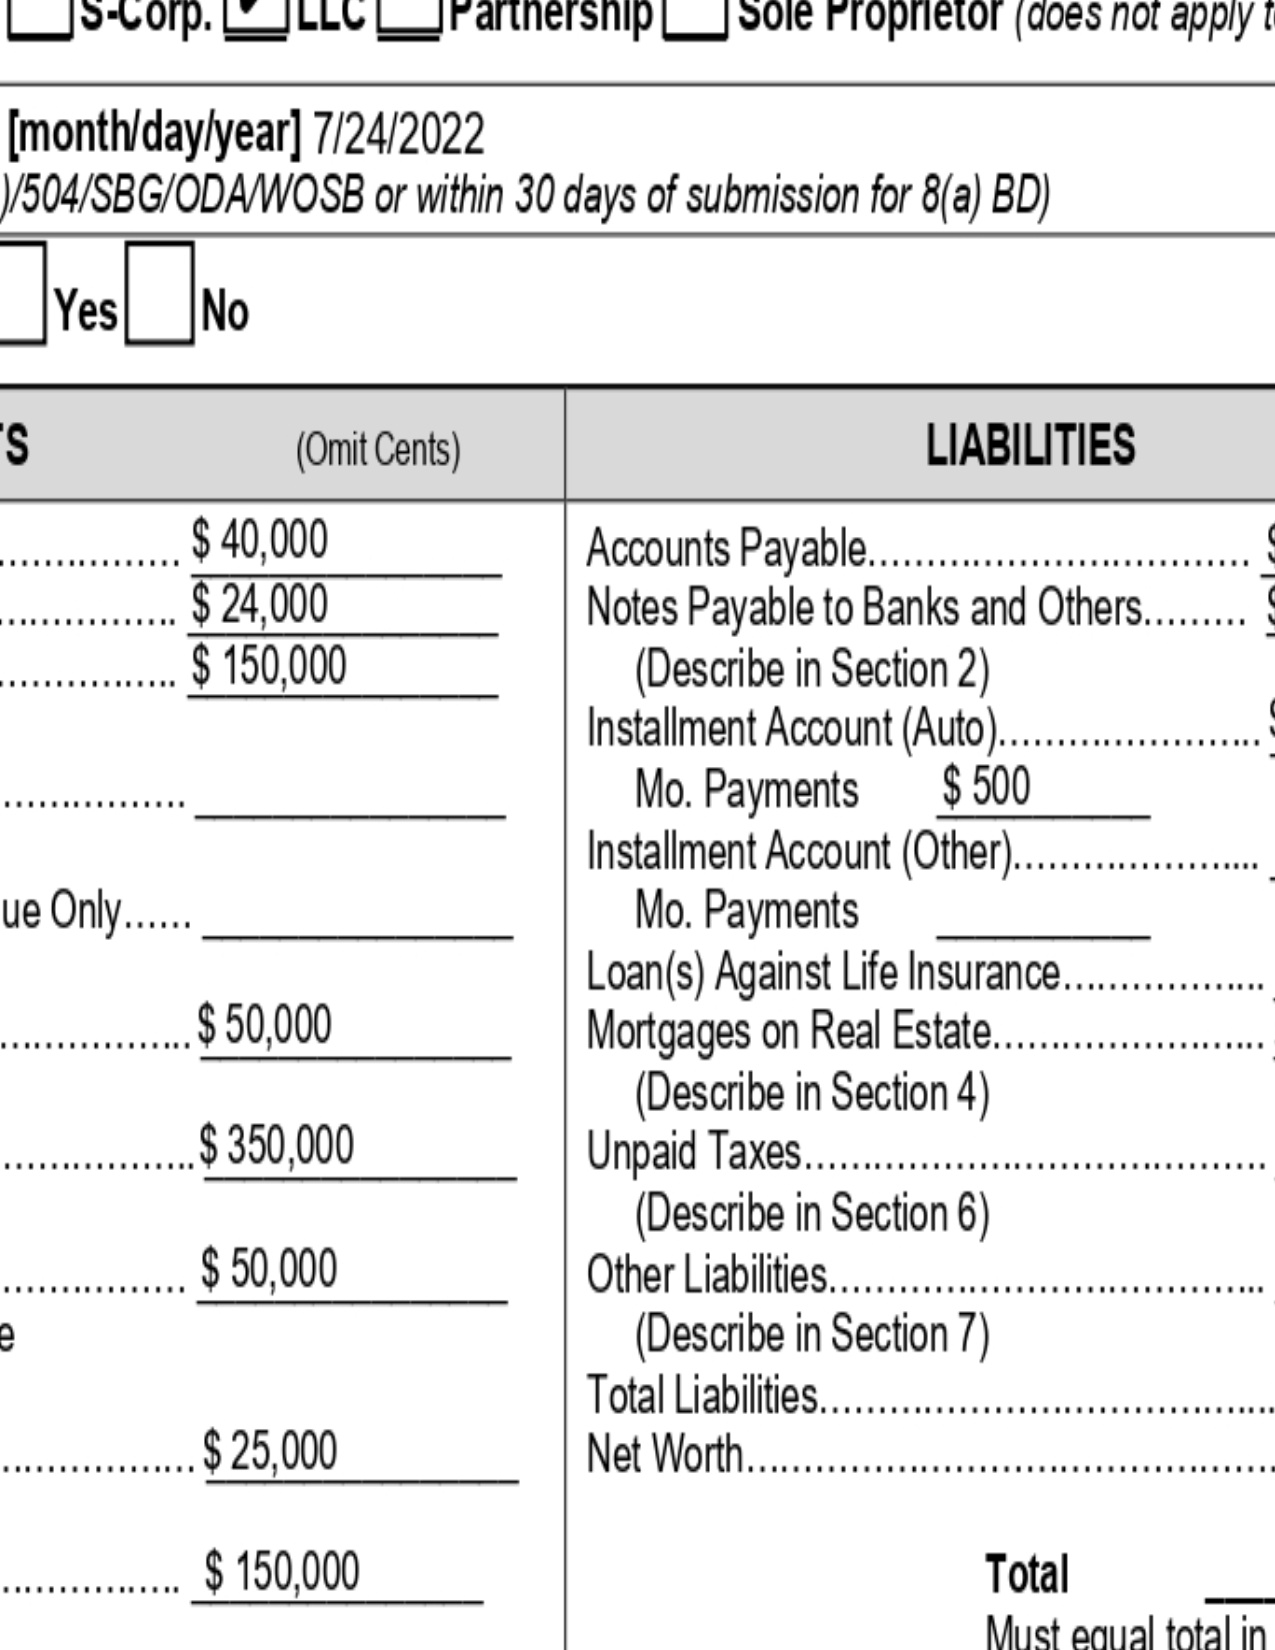 S-Corp. LLC Partnership Sole Proprietor (does not apply
[month/day/year] 7/24/2022
)/504/SBG/ODA/WOSB or within 30 days of submission for 8(a) BD)
Yes No
(Omit Cents)
LIABILITIES
$ 40,000
Accounts Payable
$ 24,000
Notes Payable to Banks and Others
$ 150,000
(Describe in Section 2)
Installment Account (Auto)
Mo. Payments $ 500
Installment Account (Other)
ue Only
Mo. Payments
Loan(s) Against Life Insurance
$ 50,000
Mortgages on Real Estate
(Describe in Section 4)
$ 350,000
Unpaid Taxes
(Describe in Section 6)
$ 50,000
Other Liabilities
e
(Describe in Section 7)
Total Liabilities
$ 25,000
Net Worth
$ 150,000
Total
Must equal total in